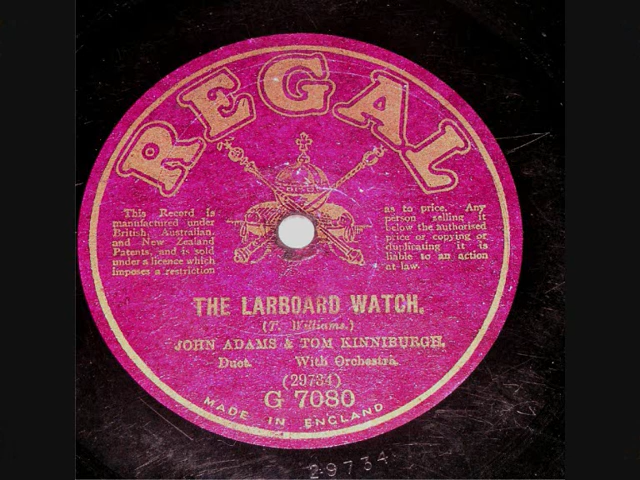 REGAL
This Record is
manufactured under
British, Australian,
and New Zealand
Patents, and is sold
under a licence which
imposes a restriction
as to price. Any
person selling it
below the authorised
price or copying or
duplicating it is
liable to an action
at law.
THE LARBOARD WATCH.
(T. Williams.)
JOHN ADAMS & TOM KINNIBURGH.
Duet. With Orchestra.
(29734)
G 7080
MADE IN ENGLAND
29734